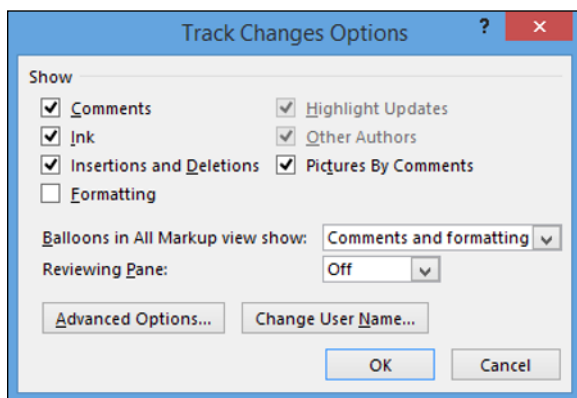 Track Changes Options ?
Show
Comments Highlight Updates
Ink Other Authors
Insertions and Deletions Pictures By Comments
Formatting
Balloons in All Markup view show: Comments and formatting
Reviewing Pane: Off
Advanced Options... Change User Name...
OK Cancel